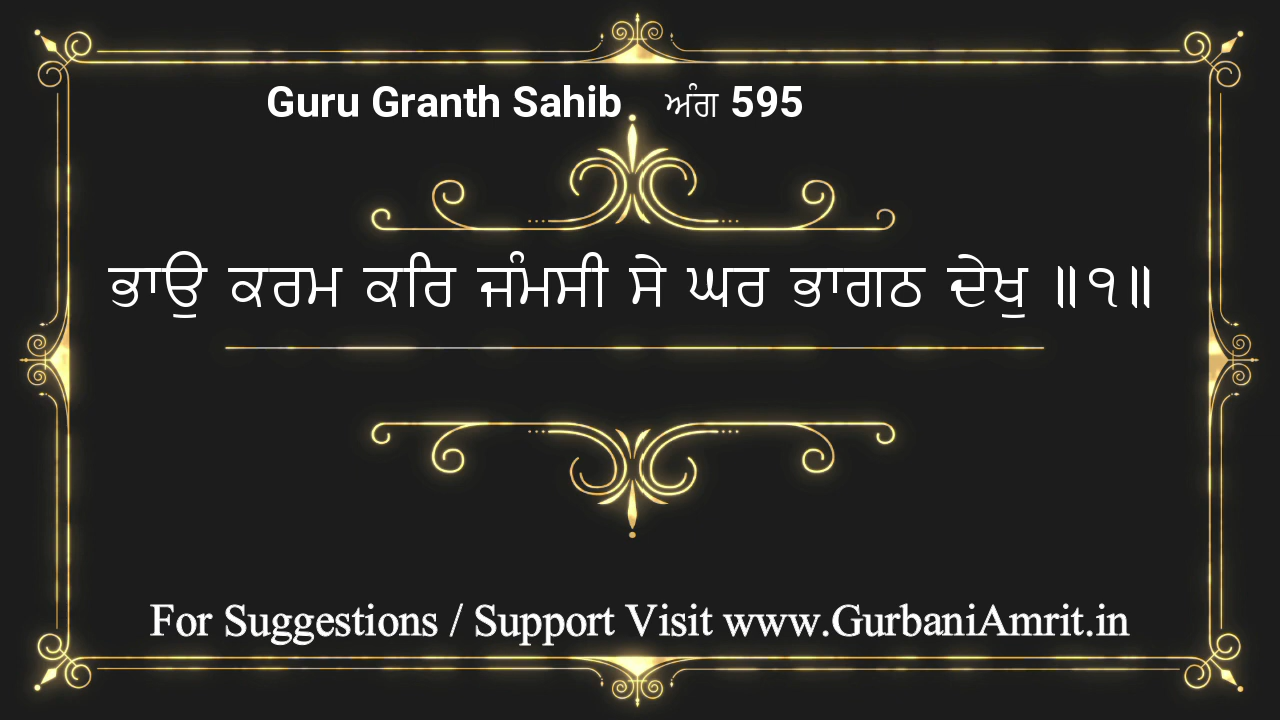 Guru Granth Sahib ਅੰਗ 595
ਭਾਉ ਕਰਮ ਕਰਿ ਜੰਮਸੀ ਸੇ ਘਰ ਭਾਗਠ ਦੇਖੁ ॥੧॥
For Suggestions / Support Visit www.GurbaniAmrit.in